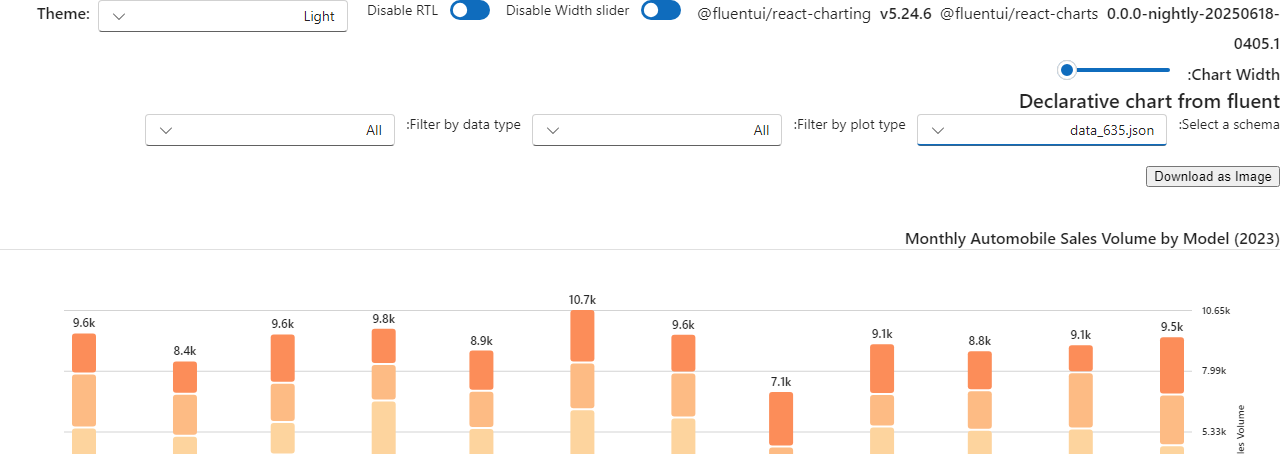 Theme: Light Disable RTL Disable Width slider @fluentui/react-charting v5.24.6 @fluentui/react-charts 0.0.0-nightly-20250618-
0405.1
:Chart Width
Declarative chart from fluent
All :Filter by data type All :Filter by plot type data_635.json :Select a schema
Download as Image
Monthly Automobile Sales Volume by Model (2023)
10.7k
10.65k
9.6k 8.4k 9.6k 9.8k 8.9k 9.6k 7.1k 9.1k 8.8k 9.1k 9.5k
7.99k
5.33k
Volume